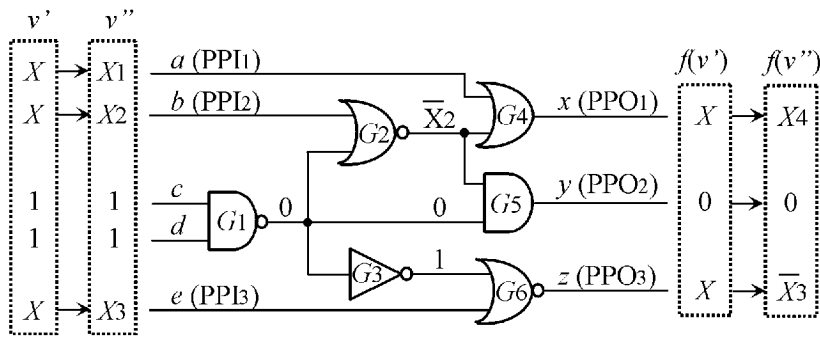 v' v'' f(v') f(v'')
X X1 a (PPI1)
X X2 b (PPI2) G2 X̅2 G4 x (PPO1) X X4
1 1 c G1 0 0 G5 y (PPO2) 0 0
1 1 d
G3 1
X X3 e (PPI3) G6 z (PPO3) X X̅3